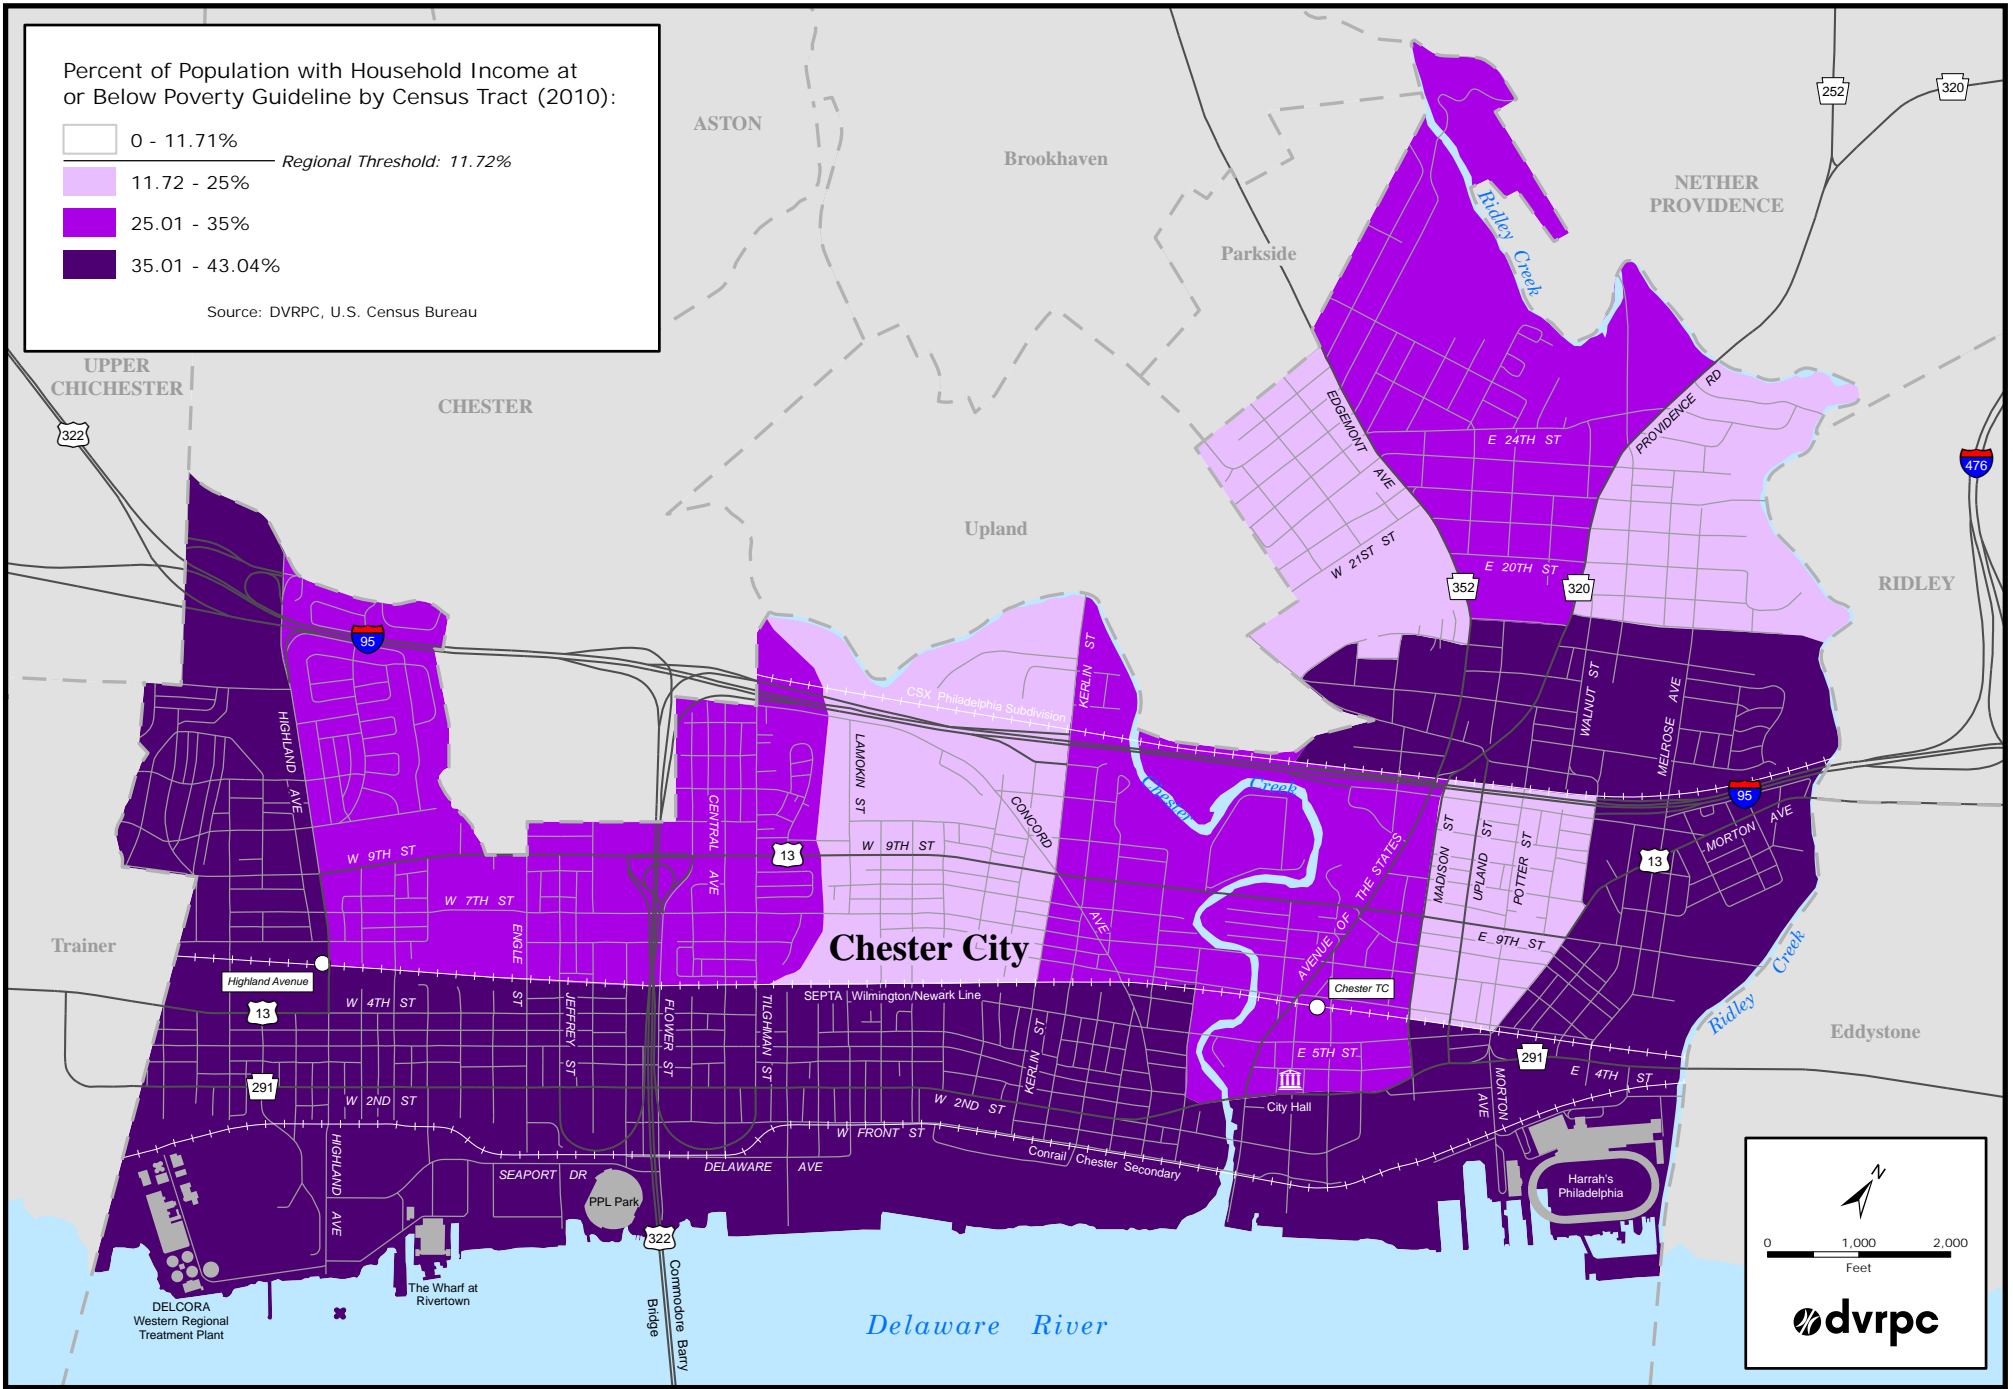 Percent of Population with Household Income at
or Below Poverty Guideline by Census Tract (2010):
0 - 11.71%
Regional Threshold: 11.72%
11.72 - 25%
25.01 - 35%
35.01 - 43.04%
Source: DVRPC, U.S. Census Bureau
ASTON
Brookhaven
252
320
NETHER
PROVIDENCE
Parkside
Ridley Creek
UPPER
CHICHESTER
CHESTER
322
EDGEMONT AVE
PROVIDENCE RD
E 24TH ST
476
Upland
W 21ST ST
E 20TH ST
352
320
RIDLEY
95
KERLIN ST
CSX Philadelphia Subdivision
WALNUT ST
MELROSE AVE
HIGHLAND AVE
LAMOKIN ST
CONCORD AVE
CENTRAL AVE
Chester Creek
95
MORTON AVE
W 9TH ST
13
W 9TH ST
AVENUE OF THE STATES
MADISON ST
UPLAND ST
POTTER ST
13
W 7TH ST
ENGLE ST
Trainer
Chester City
E 9TH ST
Ridley Creek
Highland Avenue
Chester TC
13
W 4TH ST
JEFFREY ST
FLOWER ST
TILGHMAN ST
SEPTA Wilmington/Newark Line
KERLIN ST
E 5TH ST
291
Eddystone
E 4TH ST
MORTON AVE
City Hall
291
W 2ND ST
W 2ND ST
W FRONT ST
HIGHLAND AVE
SEAPORT DR
DELAWARE AVE
Conrail Chester Secondary
PPL Park
Harrah's
Philadelphia
322
Commodore Barry
Bridge
The Wharf at
Rivertown
DELCORA
Western Regional
Treatment Plant
Delaware River
N
0 1,000 2,000
Feet
dvrpc